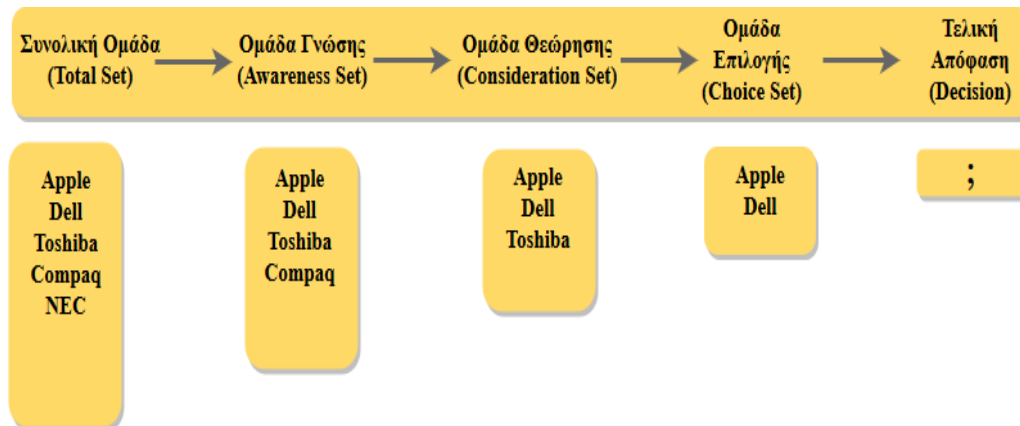 Συνολική Ομάδα
(Total Set)
Ομάδα Γνώσης
(Awareness Set)
Ομάδα Θεώρησης
(Consideration Set)
Ομάδα
Επιλογής
(Choice Set)
Τελική
Απόφαση
(Decision)
Apple
Dell
Toshiba
Compaq
NEC
Apple
Dell
Toshiba
Compaq
Apple
Dell
Toshiba
Apple
Dell
;